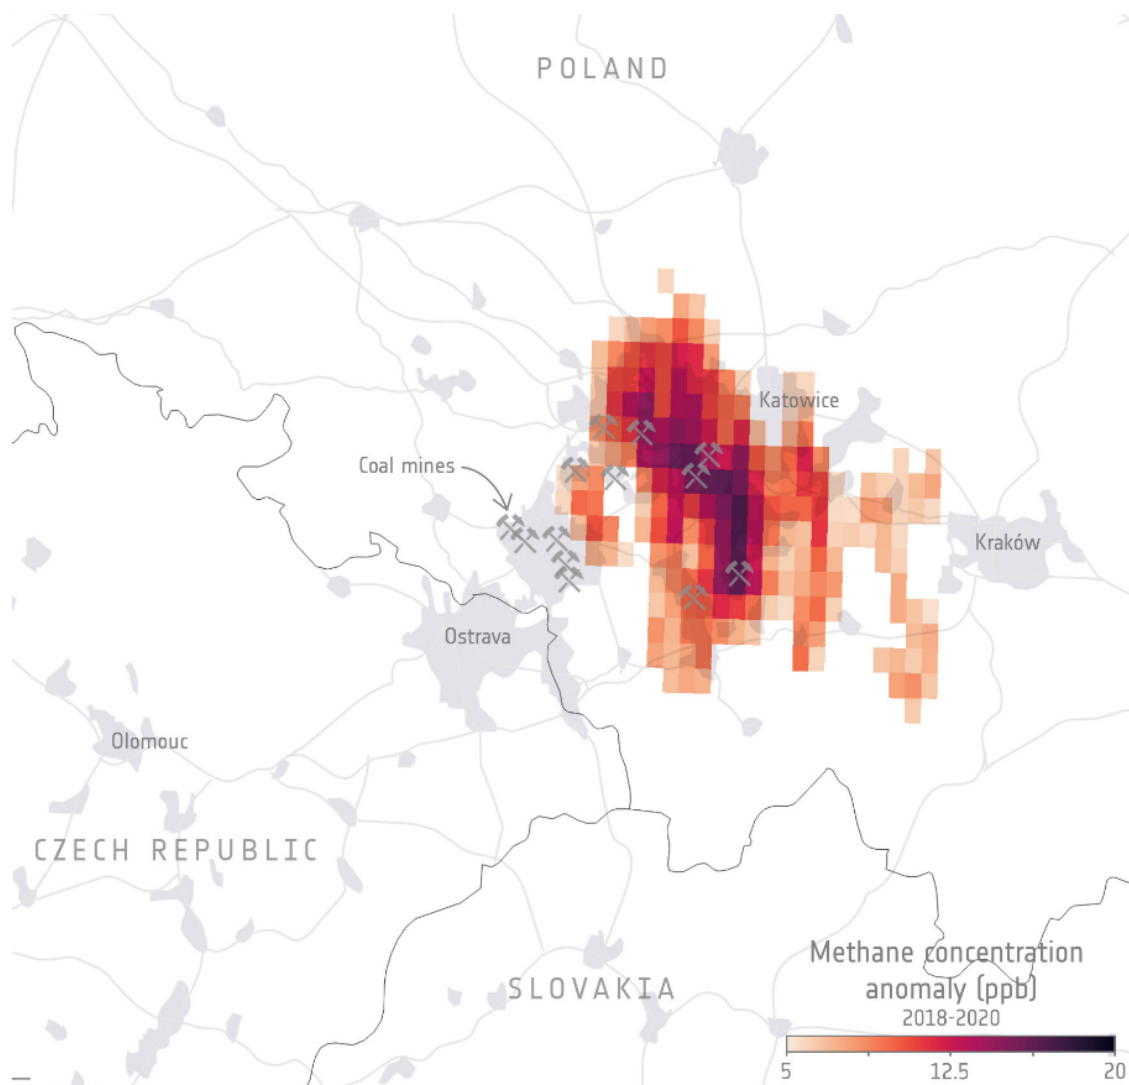 POLAND
Katowice
Coal mines
Kraków
Ostrava
Olomouc
CZECH REPUBLIC
SLOVAKIA
Methane concentration
anomaly (ppb)
2018-2020
5 12.5 20